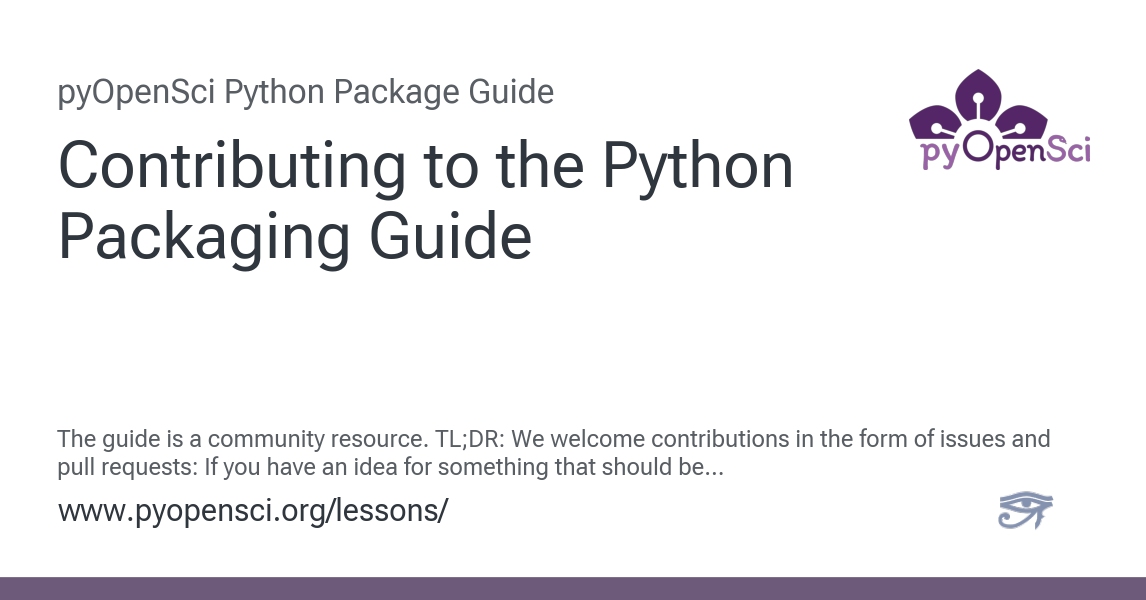 pyOpenSci Python Package Guide
Contributing to the Python
Packaging Guide
pyOpenSci
The guide is a community resource. TL;DR: We welcome contributions in the form of issues and
pull requests: If you have an idea for something that should be...
www.pyopensci.org/lessons/